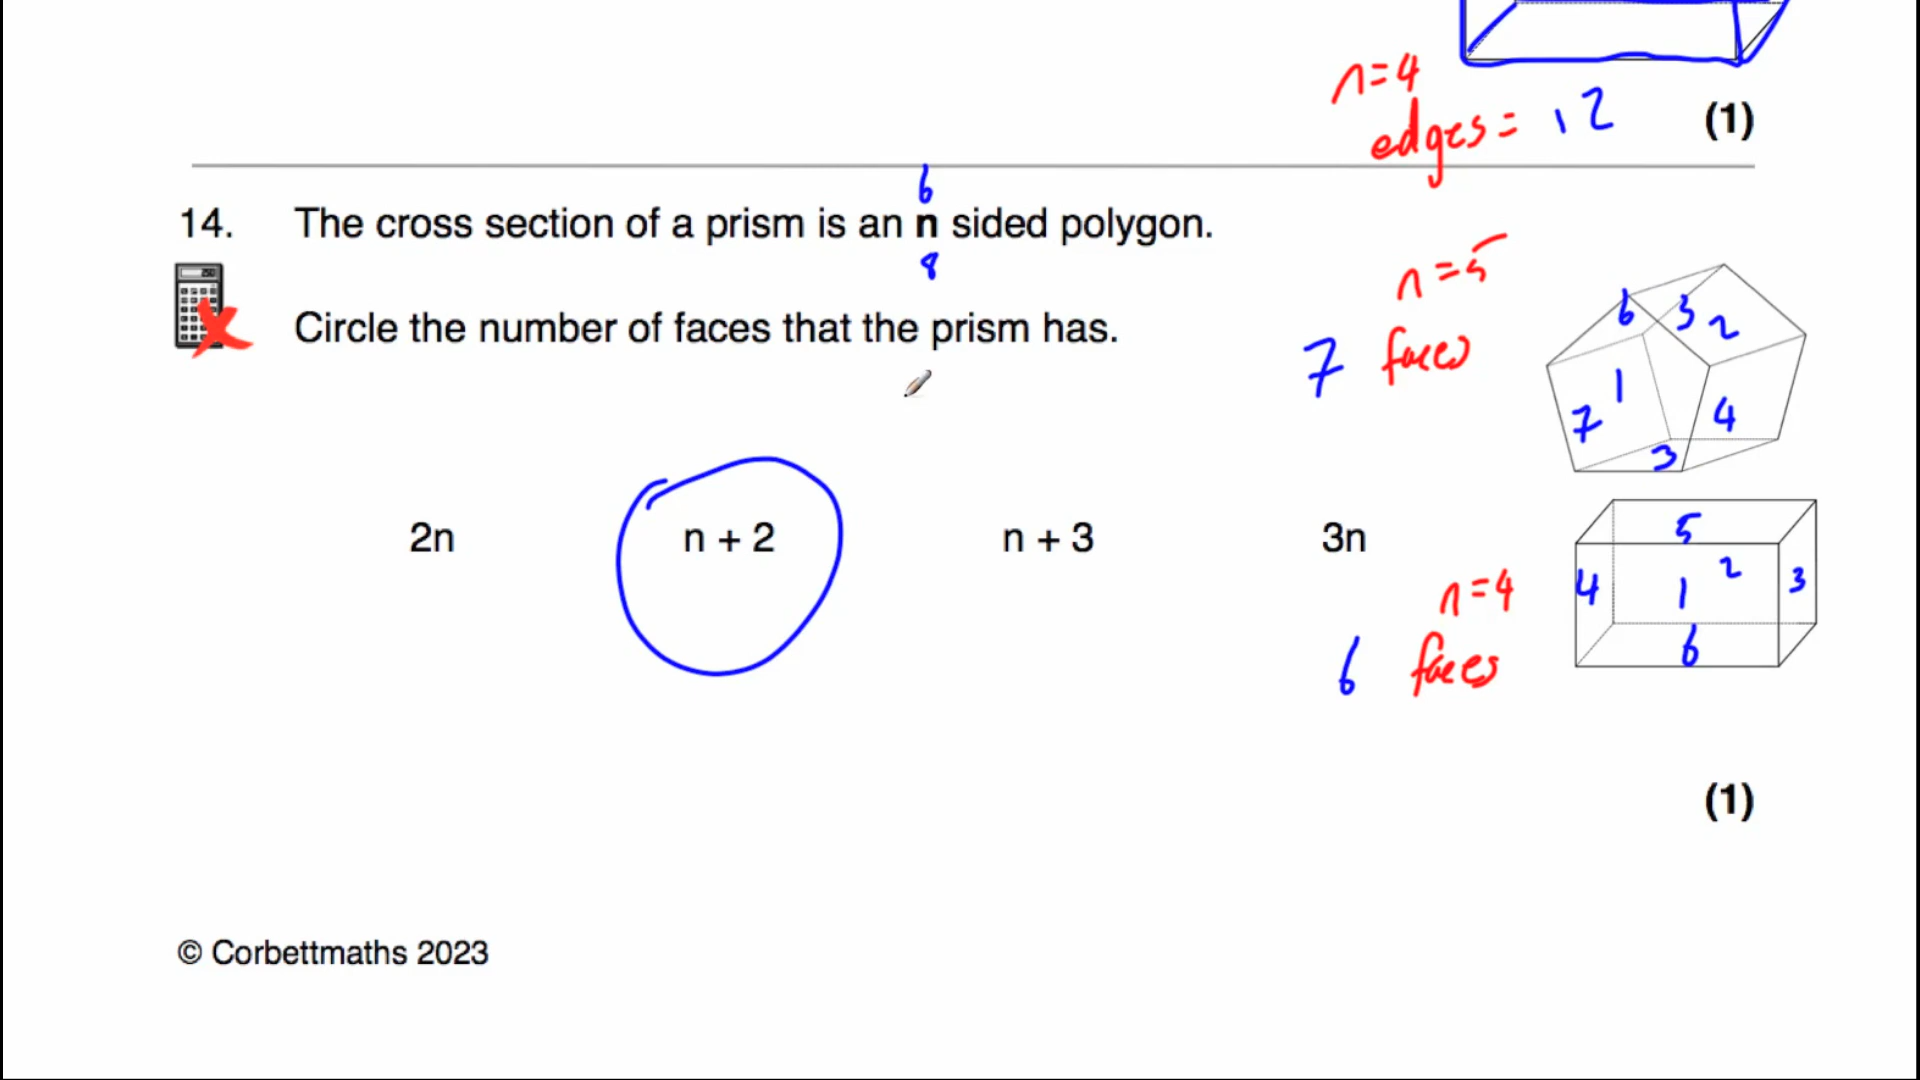 n=4
edges= 12
(1)
6
14. The cross section of a prism is an n sided polygon.
8
Circle the number of faces that the prism has.
n=5
7 faces
6 3 2
1
7 4
3
2n n + 2 n + 3 3n
n=4
6 faces
5
4 1 2 3
6
(1)
© Corbettmaths 2023